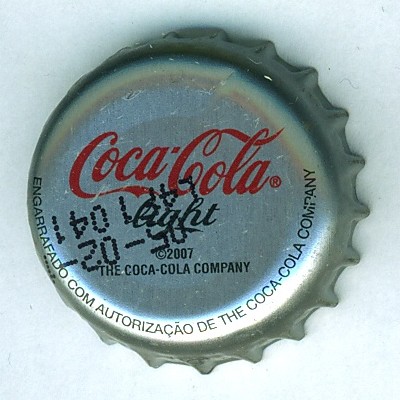 Coca-Cola®
light
©2007
THE COCA-COLA COMPANY
ENGARRAFADO COM AUTORIZAÇÃO DE THE COCA-COLA COMPANY